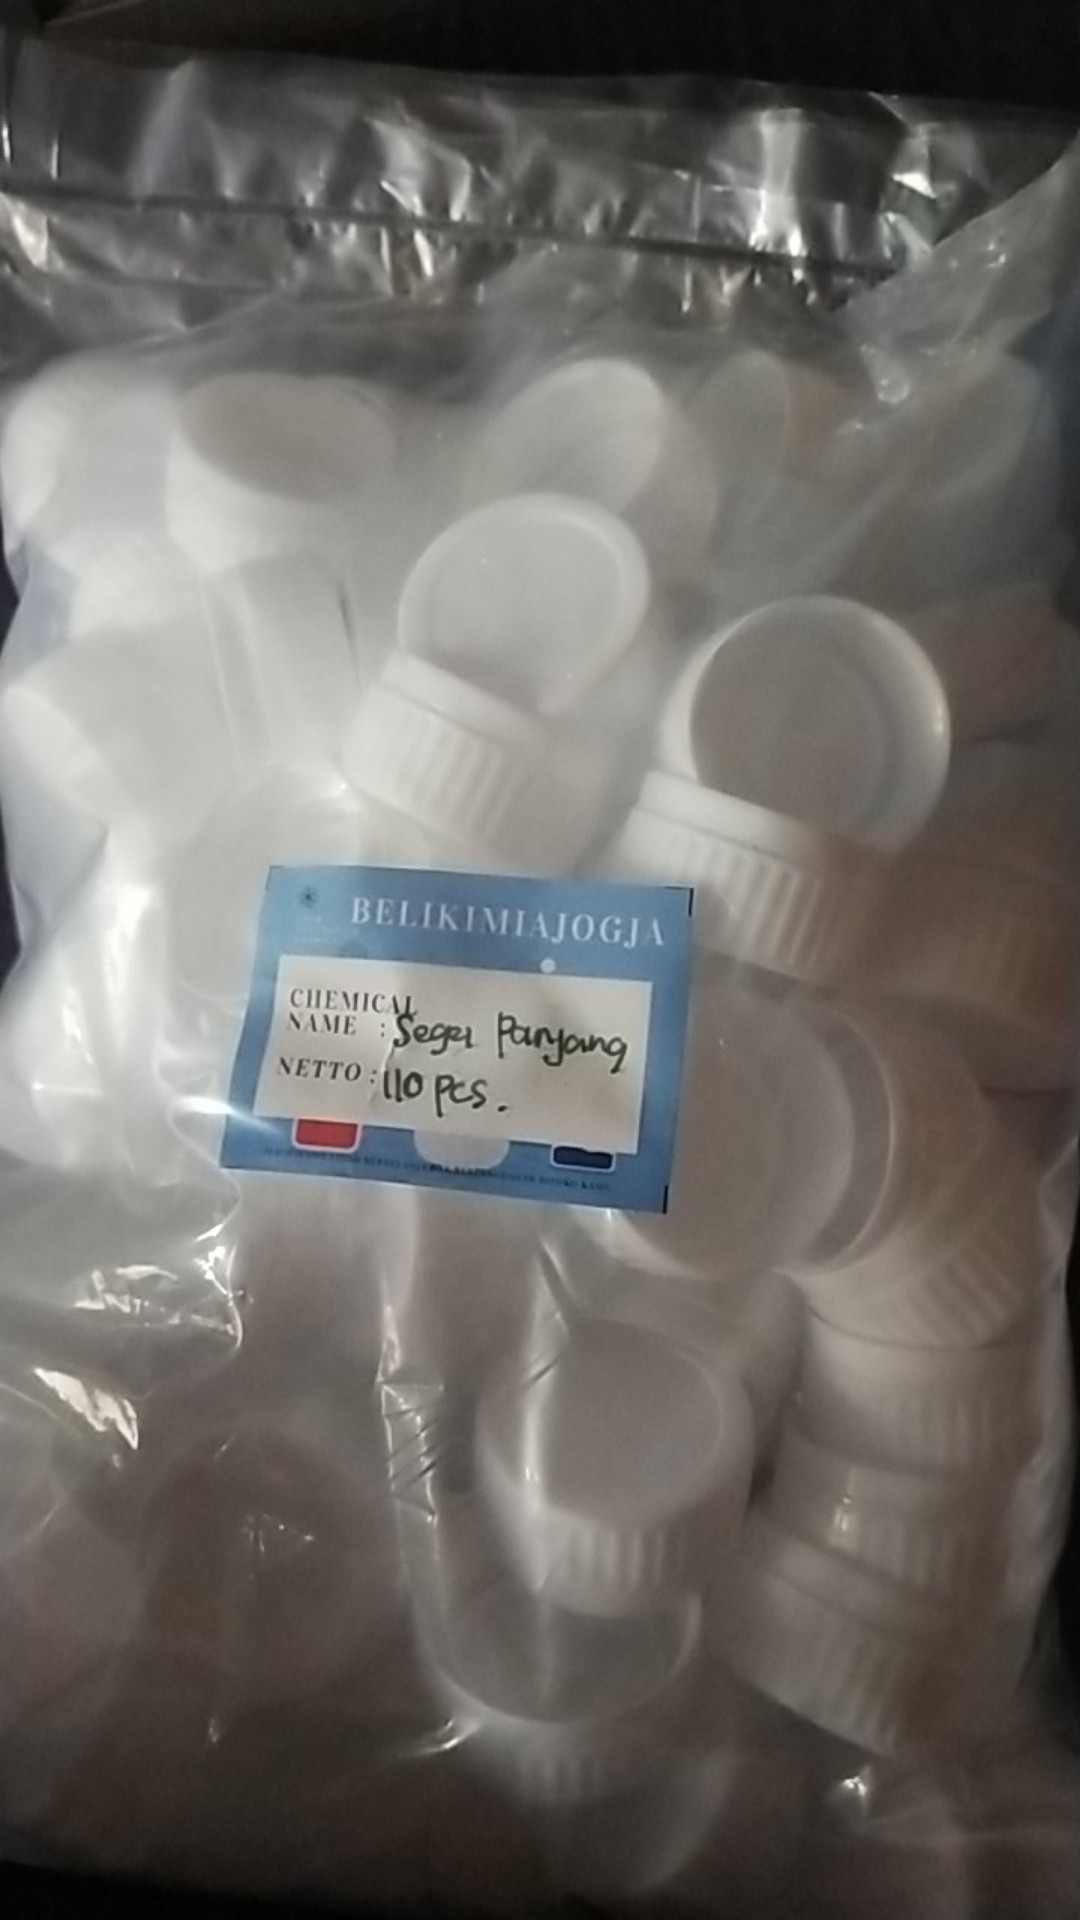 BELIKIMIAJOGJA
CHEMICAL
NAME : Segel Panjang
NETTO : 110 pcs.